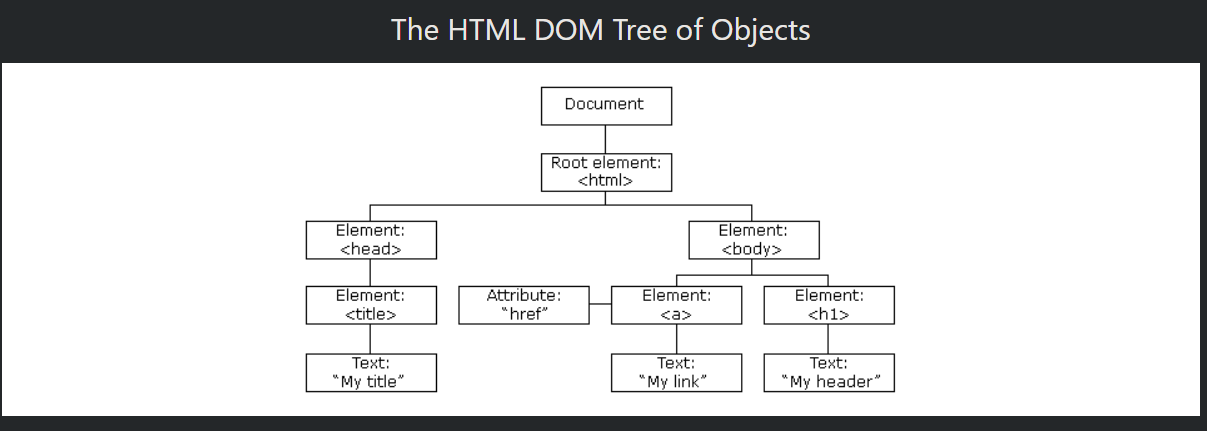 The HTML DOM Tree of Objects
Document
Root element:
<html>
Element:
<head>
Element:
<body>
Element:
<title>
Attribute:
“href”
Element:
<a>
Element:
<h1>
Text:
“My title”
Text:
“My link”
Text:
“My header”